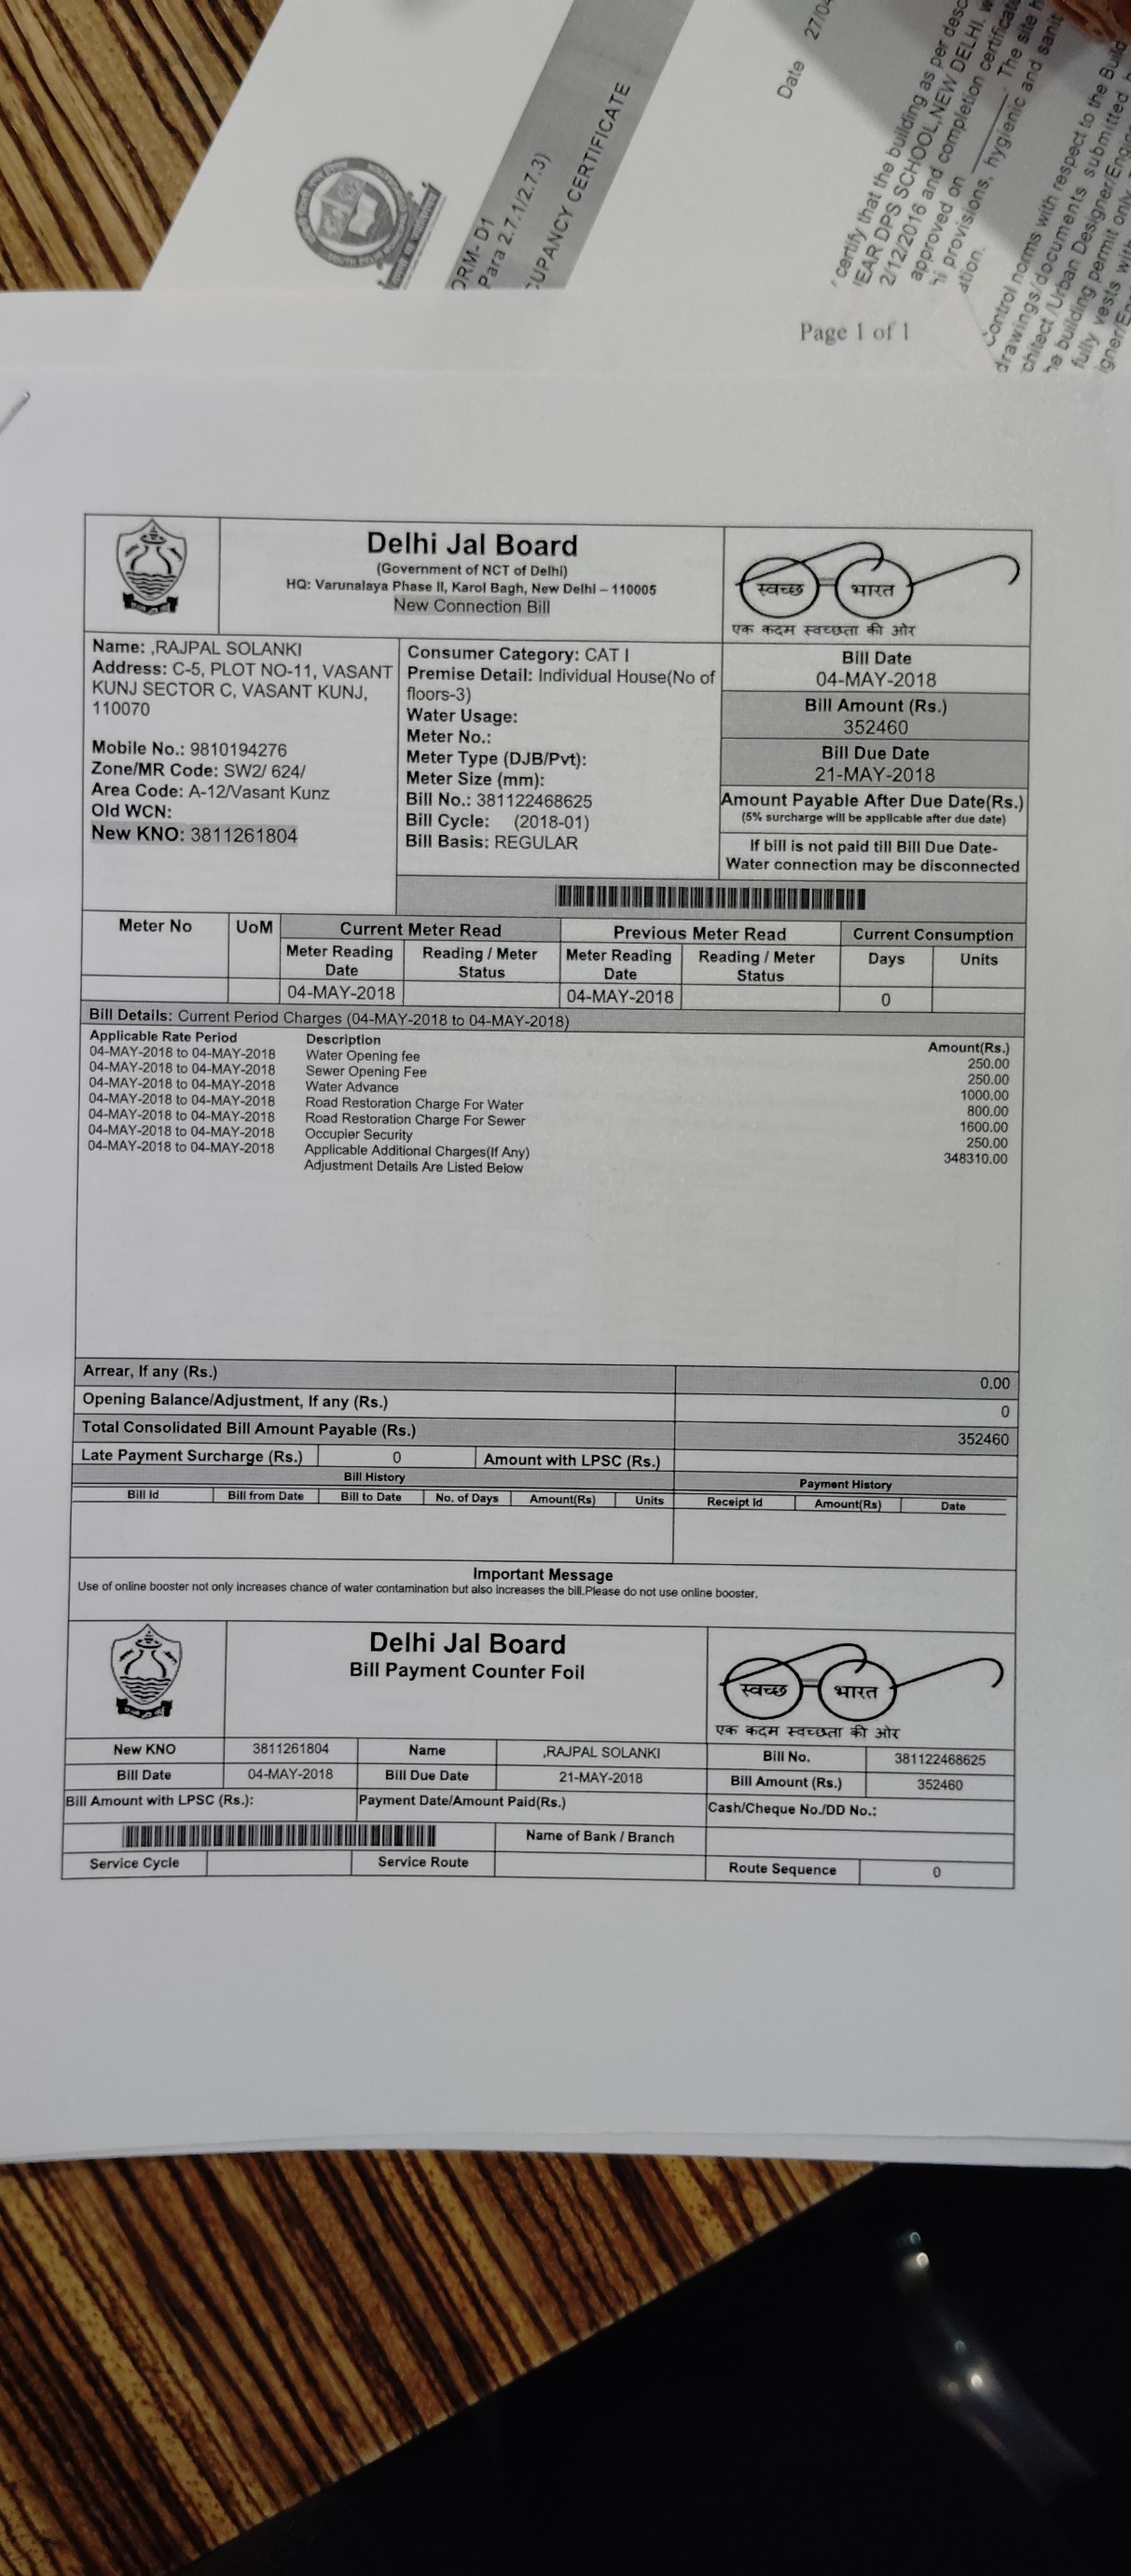 Date 27/04
certify that the building as per desc
EAR DPS SCHOOL,NEW DELHI.
2/12/2016 and completion certificate
approved on The site h
provisions, hygienic and sanit
ation.
Control norms with respect to the Build
drawings/documents submitted
chitect /Urban Designer/Engine
he building permit only
fully vests with
igner/Eng
ORM- D1
Para 2.7.1/2.7.3)
CUPANCY CERTIFICATE
Page 1 of 1
Delhi Jal Board
(Government of NCT of Delhi)
HQ: Varunalaya Phase II, Karol Bagh, New Delhi – 110005
New Connection Bill
स्वच्छ भारत
एक कदम स्वच्छता की ओर
Name: ,RAJPAL SOLANKI
Address: C-5, PLOT NO-11, VASANT
KUNJ SECTOR C, VASANT KUNJ,
110070
Mobile No.: 9810194276
Zone/MR Code: SW2/ 624/
Area Code: A-12/Vasant Kunz
Old WCN:
New KNO: 3811261804
Consumer Category: CAT I
Premise Detail: Individual House(No of
floors-3)
Water Usage:
Meter No.:
Meter Type (DJB/Pvt):
Meter Size (mm):
Bill No.: 381122468625
Bill Cycle: (2018-01)
Bill Basis: REGULAR
Bill Date
04-MAY-2018
Bill Amount (Rs.)
352460
Bill Due Date
21-MAY-2018
Amount Payable After Due Date(Rs.)
(5% surcharge will be applicable after due date)
If bill is not paid till Bill Due Date-
Water connection may be disconnected
Meter No UoM Current Meter Read Previous Meter Read Current Consumption
Meter Reading Date Reading / Meter Status Meter Reading Date Reading / Meter Status Days Units
04-MAY-2018 04-MAY-2018 0
Bill Details: Current Period Charges (04-MAY-2018 to 04-MAY-2018)
Applicable Rate Period Description Amount(Rs.)
04-MAY-2018 to 04-MAY-2018 Water Opening fee 250.00
04-MAY-2018 to 04-MAY-2018 Sewer Opening Fee 250.00
04-MAY-2018 to 04-MAY-2018 Water Advance 1000.00
04-MAY-2018 to 04-MAY-2018 Road Restoration Charge For Water 800.00
04-MAY-2018 to 04-MAY-2018 Road Restoration Charge For Sewer 1600.00
04-MAY-2018 to 04-MAY-2018 Occupier Security 250.00
04-MAY-2018 to 04-MAY-2018 Applicable Additional Charges(If Any) 348310.00
Adjustment Details Are Listed Below
Arrear, If any (Rs.) 0.00
Opening Balance/Adjustment, If any (Rs.) 0
Total Consolidated Bill Amount Payable (Rs.) 352460
Late Payment Surcharge (Rs.) 0 Amount with LPSC (Rs.)
Bill History Payment History
Bill Id Bill from Date Bill to Date No. of Days Amount(Rs) Units Receipt Id Amount(Rs) Date
Important Message
Use of online booster not only increases chance of water contamination but also increases the bill.Please do not use online booster.
Delhi Jal Board
Bill Payment Counter Foil
स्वच्छ भारत
एक कदम स्वच्छता की ओर
New KNO 3811261804 Name ,RAJPAL SOLANKI Bill No. 381122468625
Bill Date 04-MAY-2018 Bill Due Date 21-MAY-2018 Bill Amount (Rs.) 352460
Bill Amount with LPSC (Rs.): Payment Date/Amount Paid(Rs.) Cash/Cheque No./DD No.:
Name of Bank / Branch
Service Cycle Service Route Route Sequence 0